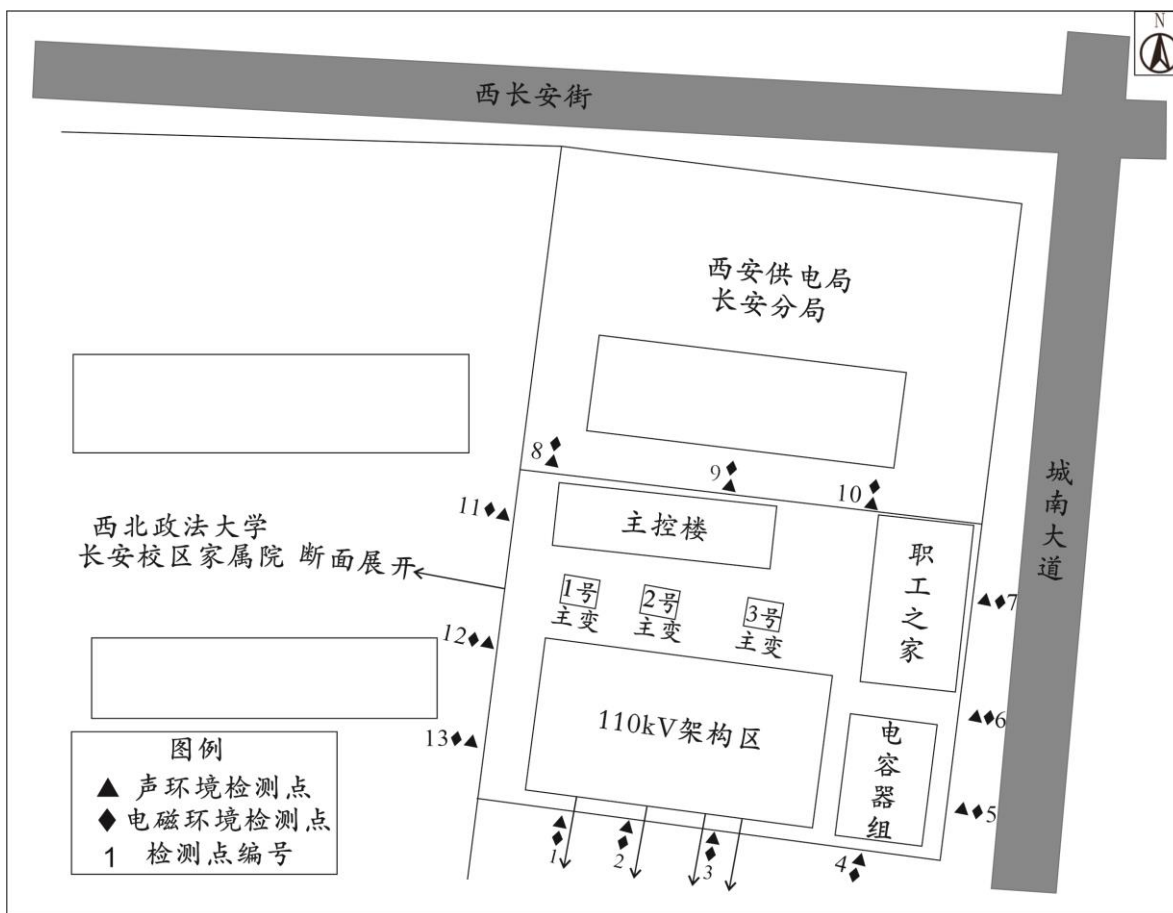 N
西长安街
西安供电局
长安分局
城南大道
8
9
10
11
主控楼
职工之家
西北政法大学
长安校区家属院 断面展开
1号
主变
2号
主变
3号
主变
7
12
6
110kV架构区
电容器组
13
5
1
2
3
4
图例
声环境检测点
电磁环境检测点
1 检测点编号